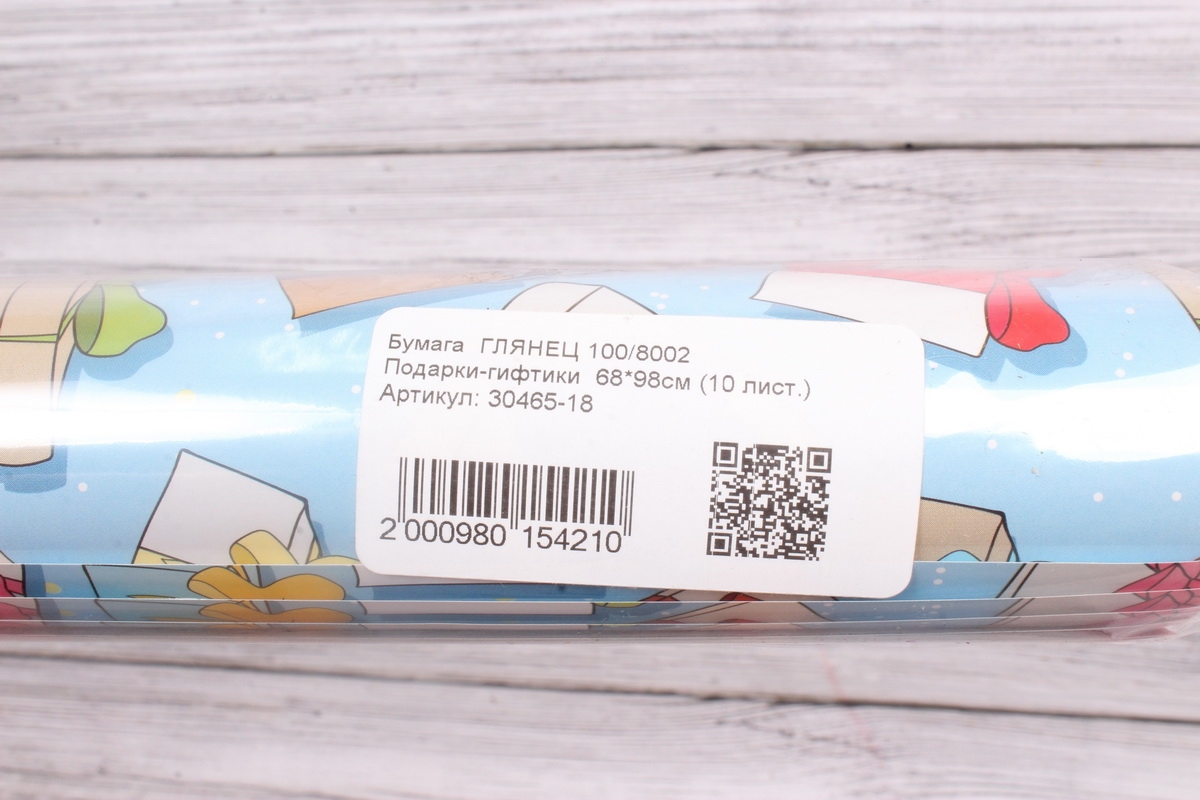 Бумага ГЛЯНЕЦ 100/8002
Подарки-гифтики 68*98см (10 лист.)
Артикул: 30465-18
2 000980 154210